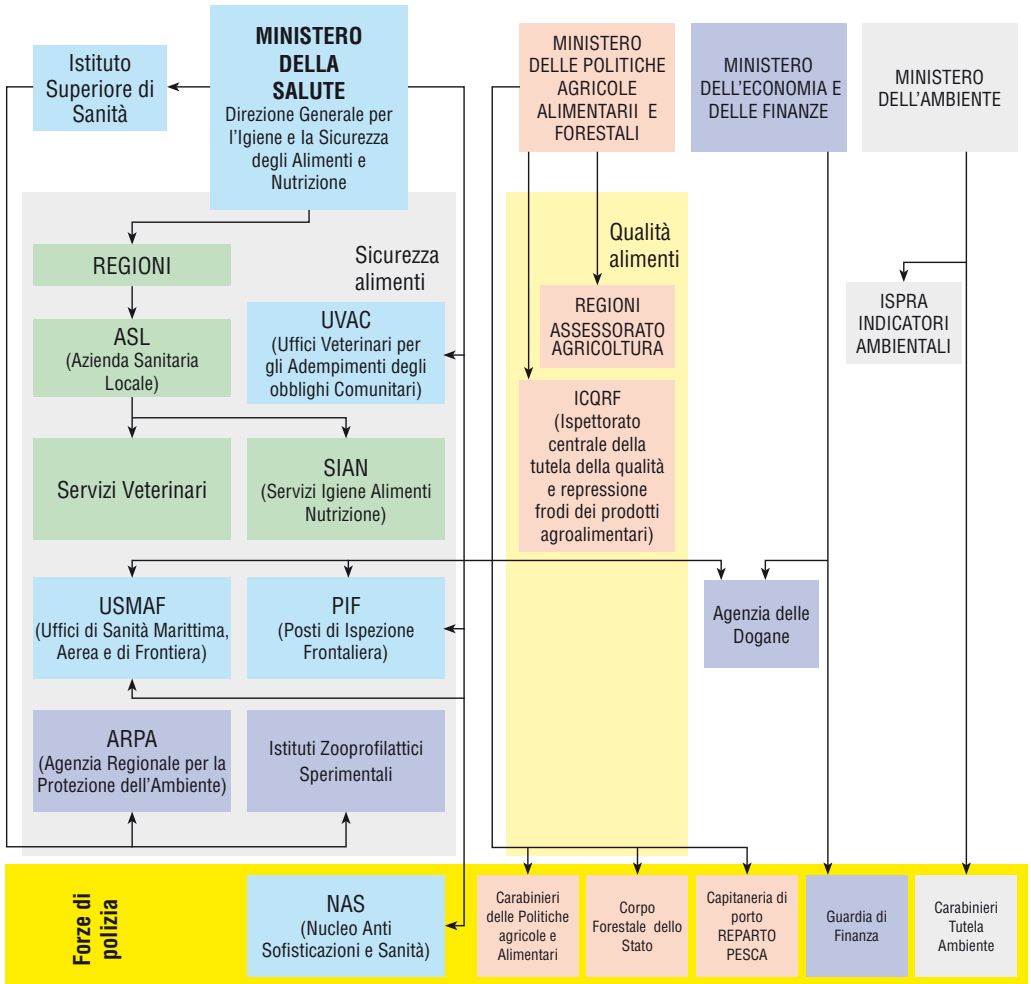 Istituto
Superiore di
Sanità
MINISTERO
DELLA
SALUTE
Direzione Generale per
l'Igiene e la Sicurezza
degli Alimenti e
Nutrizione
MINISTERO
DELLE POLITICHE
AGRICOLE
ALIMENTARII E
FORESTALI
MINISTERO
DELL'ECONOMIA E
DELLE FINANZE
MINISTERO
DELL'AMBIENTE
Sicurezza
alimenti
Qualità
alimenti
REGIONI
ASL
(Azienda Sanitaria
Locale)
UVAC
(Uffici Veterinari per
gli Adempimenti degli
obblighi Comunitari)
REGIONI
ASSESSORATO
AGRICOLTURA
ISPRA
INDICATORI
AMBIENTALI
Servizi Veterinari
SIAN
(Servizi Igiene Alimenti
Nutrizione)
ICQRF
(Ispettorato
centrale della
tutela della qualità
e repressione
frodi dei prodotti
agroalimentari)
USMAF
(Uffici di Sanità Marittima,
Aerea e di Frontiera)
PIF
(Posti di Ispezione
Frontaliera)
Agenzia delle
Dogane
ARPA
(Agenzia Regionale per la
Protezione dell'Ambiente)
Istituti Zooprofilattici
Sperimentali
Forze di
polizia
NAS
(Nucleo Anti
Sofisticazioni e Sanità)
Carabinieri
delle Politiche
agricole e
Alimentari
Corpo
Forestale dello
Stato
Capitaneria di
porto
REPARTO
PESCA
Guardia di
Finanza
Carabinieri
Tutela
Ambiente